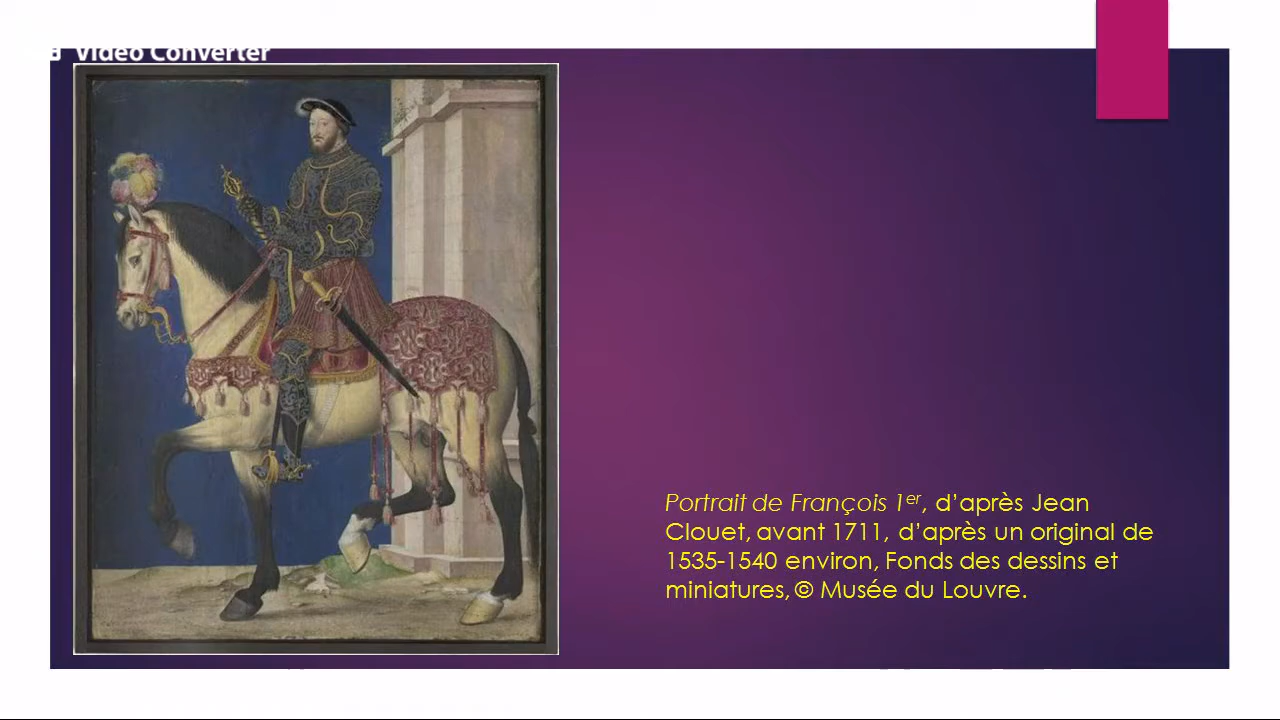 Video Converter
Portrait de François 1er, d’après Jean
Clouet, avant 1711, d’après un original de
1535-1540 environ, Fonds des dessins et
miniatures, © Musée du Louvre.